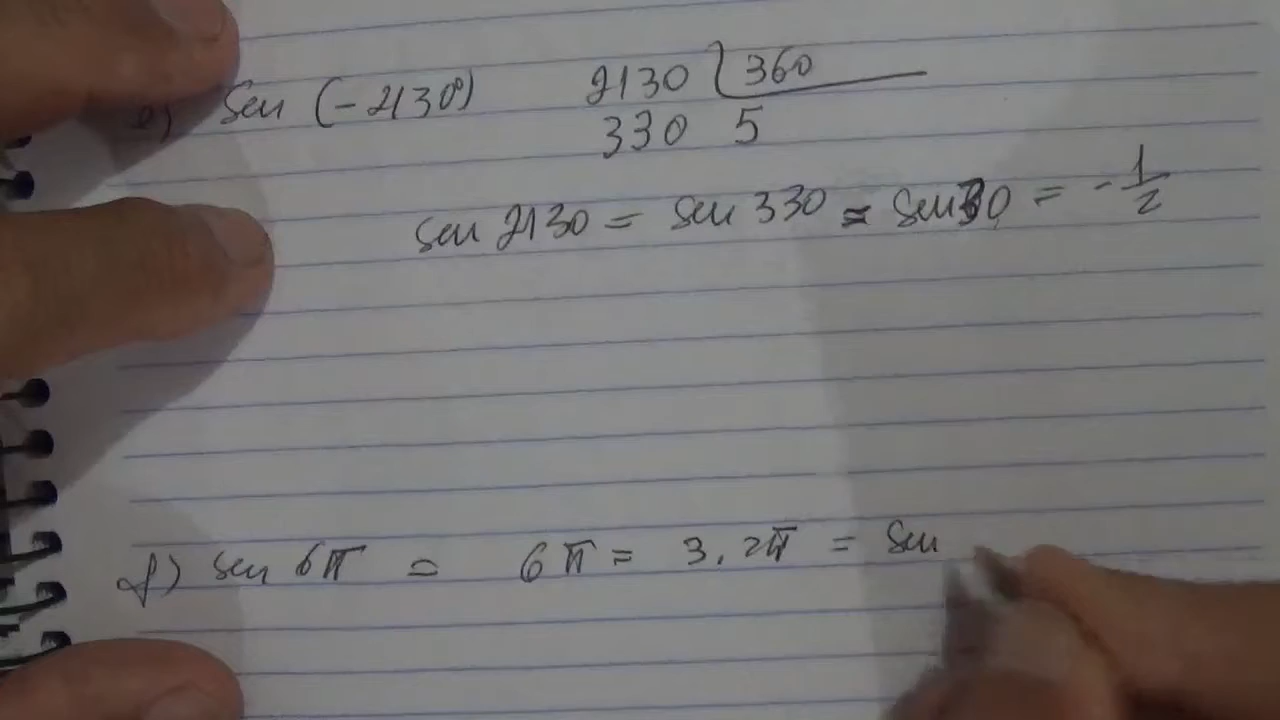 e) Sen (-2130°) 2130 360
330 5
sen 2130 = sen 330 = sen 30 = - 1/2
f) sen 6π = 6π = 3. 2π = Sen